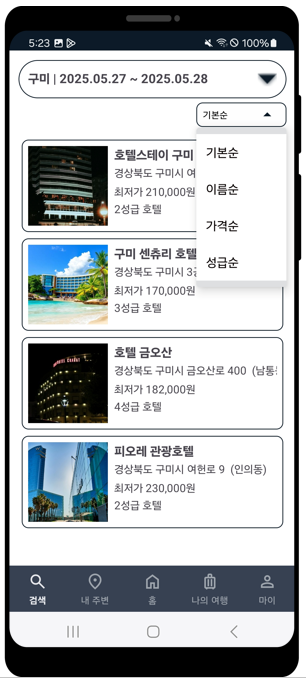 5:23 100%
구미 | 2025.05.27 ~ 2025.05.28
기본순
기본순
이름순
가격순
성급순
호텔스테이 구미
경상북도 구미시 여
최저가 210,000원
2성급 호텔
구미 센츄리 호텔
경상북도 구미시 3공
최저가 170,000원
3성급 호텔
호텔 금오산
경상북도 구미시 금오산로 400 (남통동
최저가 182,000원
4성급 호텔
피오레 관광호텔
경상북도 구미시 여헌로 9 (인의동)
최저가 230,000원
2성급 호텔
검색 내 주변 홈 나의 여행 마이